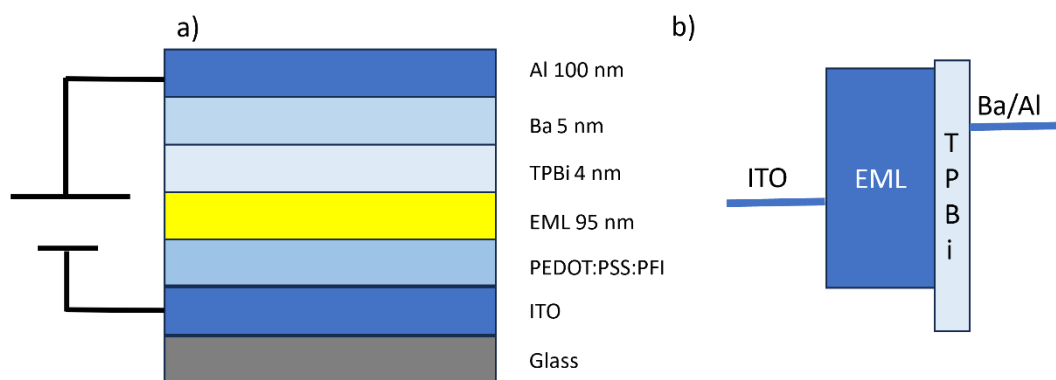 a)
Al 100 nm
Ba 5 nm
TPBi 4 nm
EML 95 nm
PEDOT:PSS:PFI
ITO
Glass
b)
Ba/Al
ITO
EML
T
P
B
i